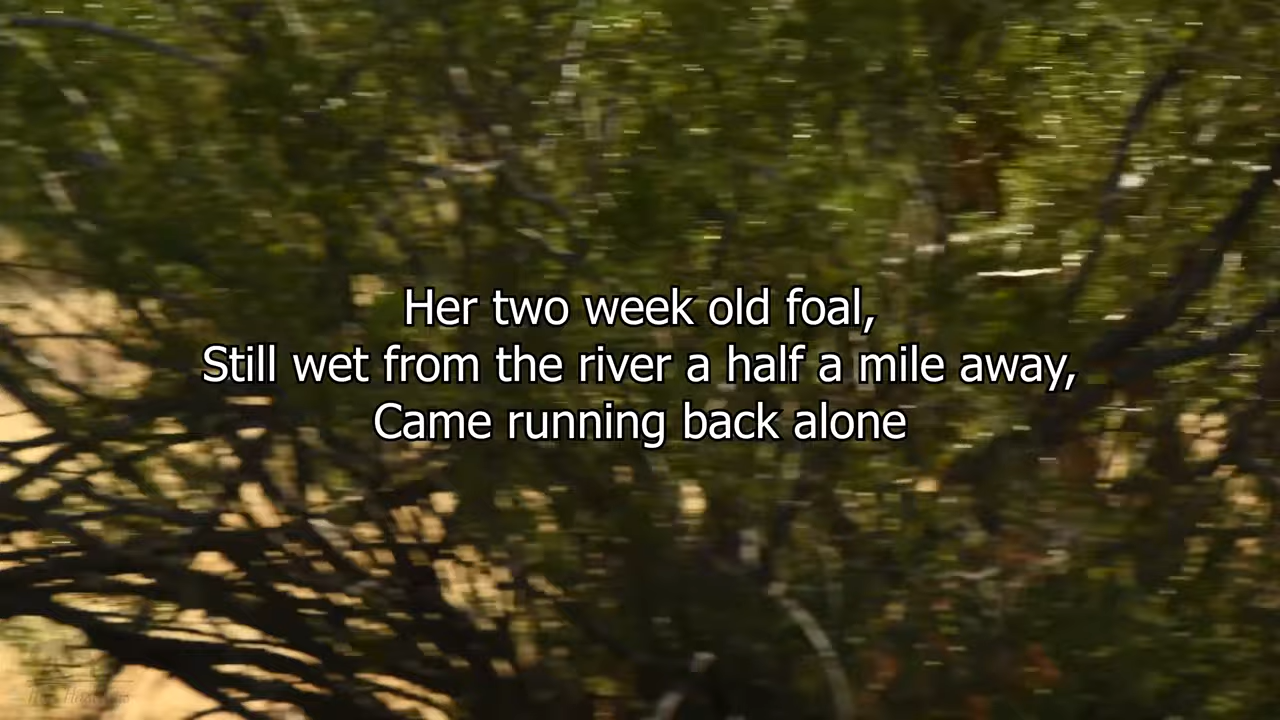 Her two week old foal,
Still wet from the river a half a mile away,
Came running back alone